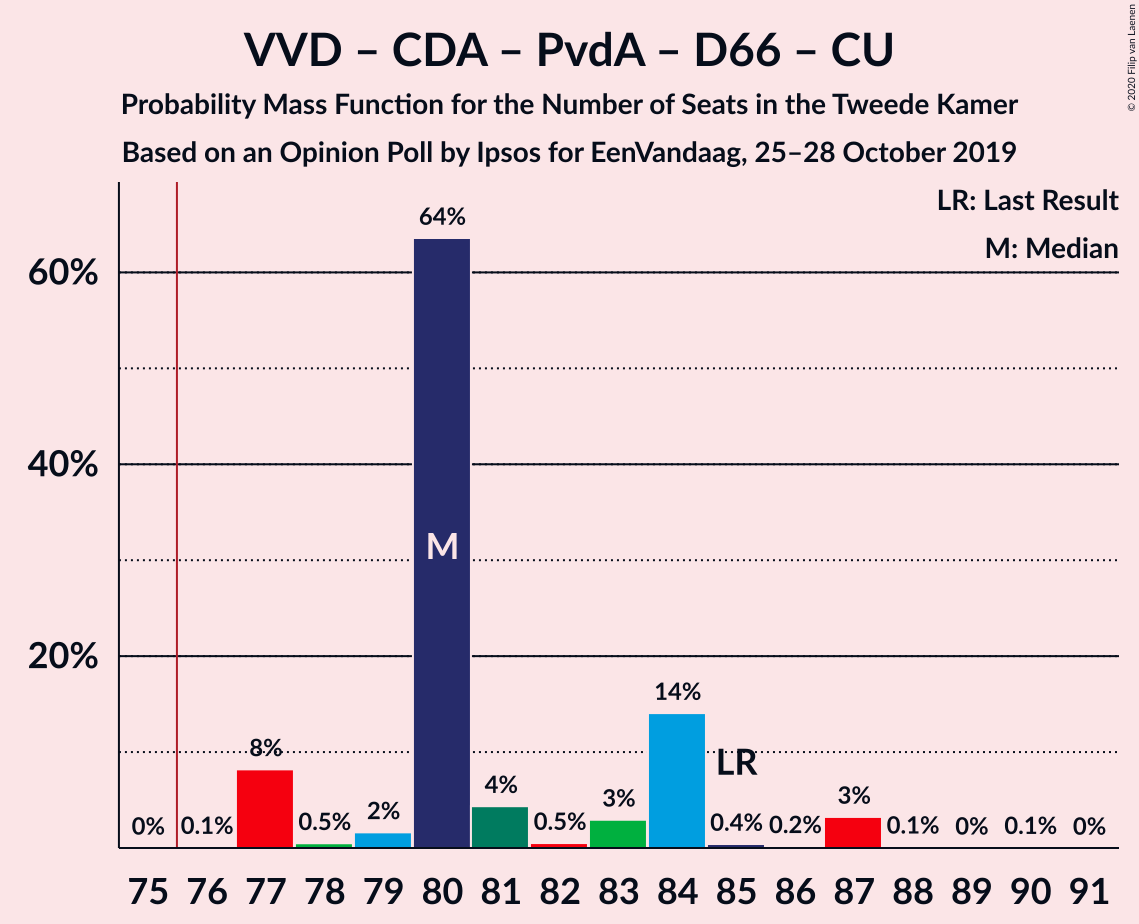 VVD – CDA – PvdA – D66 – CU
Probability Mass Function for the Number of Seats in the Tweede Kamer
Based on an Opinion Poll by Ipsos for EenVandaag, 25–28 October 2019
© 2020 Filip van Laenen
LR: Last Result
M: Median
60%
40%
20%
0%
0.1%
8%
0.5%
2%
64%
M
4%
0.5%
3%
14%
LR
0.4%
0.2%
3%
0.1%
0%
0.1%
0%
75 76 77 78 79 80 81 82 83 84 85 86 87 88 89 90 91